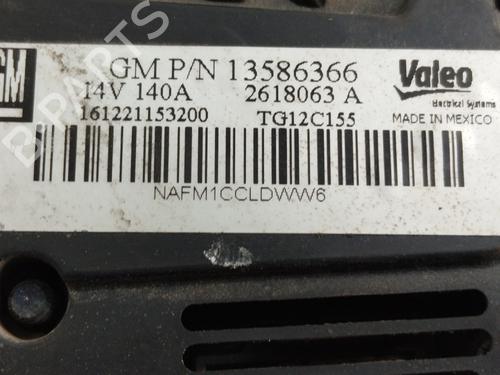 GM
GM P/N 13586366
14V 140A 2618063 A
161221153200 TG12C155
Valeo
Electrical Systems
MADE IN MEXICO
NAFM1CCLDWW6
B-PARTS